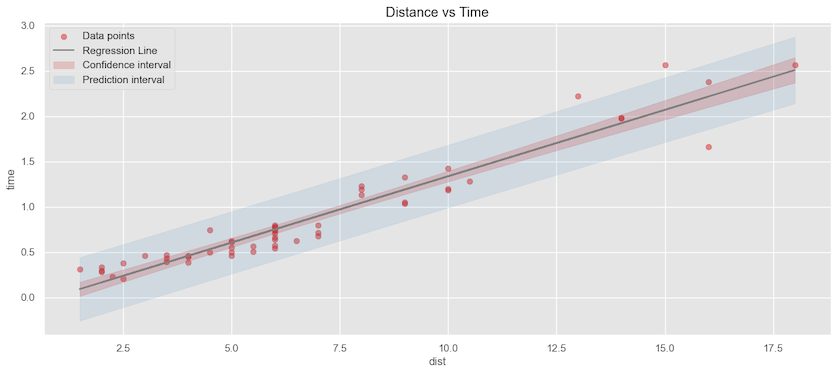 Distance vs Time
Data points
Regression Line
Confidence interval
Prediction interval
3.0
2.5
2.0
1.5
1.0
0.5
0.0
time
2.5 5.0 7.5 10.0 12.5 15.0 17.5
dist